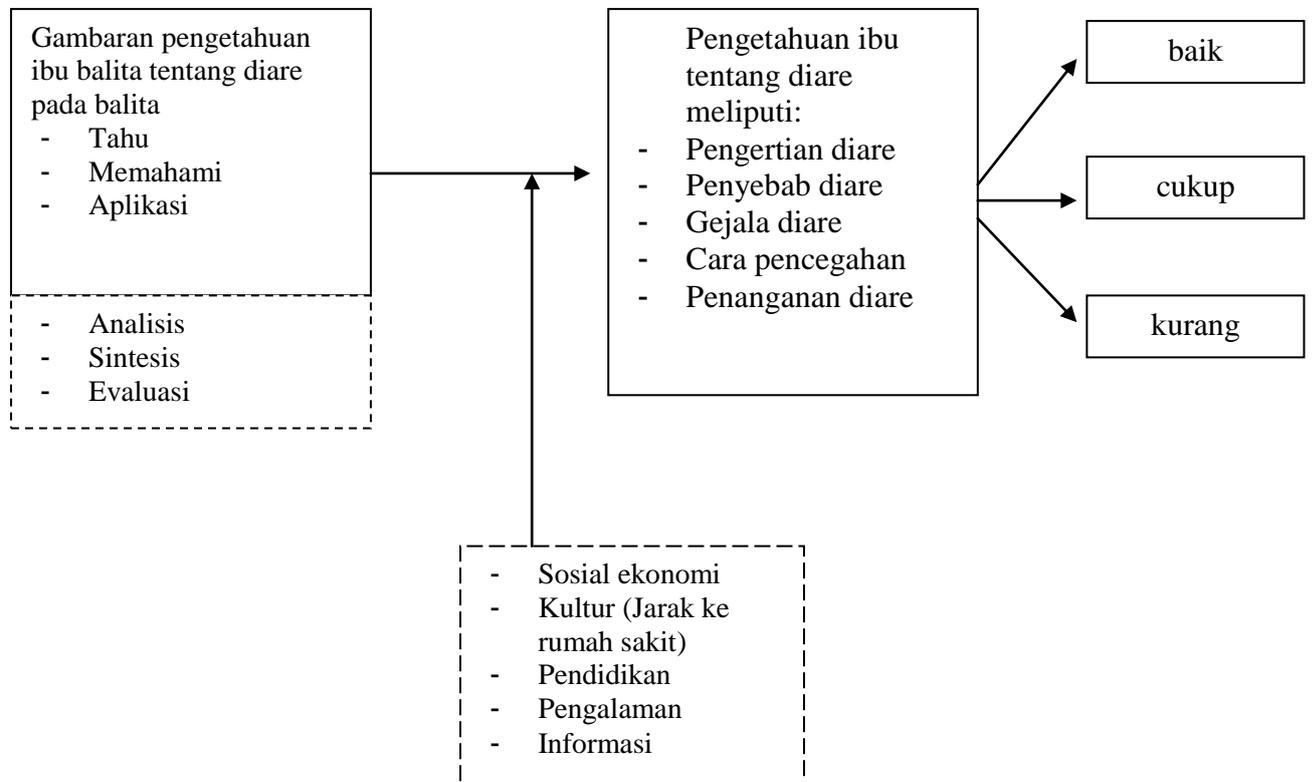 Gambaran pengetahuan
ibu balita tentang diare
pada balita
- Tahu
- Memahami
- Aplikasi
- Analisis
- Sintesis
- Evaluasi
Pengetahuan ibu
tentang diare
meliputi:
- Pengertian diare
- Penyebab diare
- Gejala diare
- Cara pencegahan
- Penanganan diare
baik
cukup
kurang
- Sosial ekonomi
- Kultur (Jarak ke
rumah sakit)
- Pendidikan
- Pengalaman
- Informasi